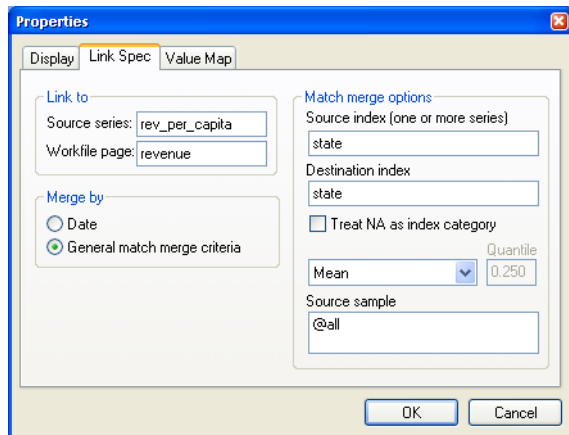 Properties
Display Link Spec Value Map
Link to
Source series: rev_per_capita
Workfile page: revenue
Merge by
Date
General match merge criteria
Match merge options
Source index (one or more series)
state
Destination index
state
Treat NA as index category
Quantile
Mean 0.250
Source sample
@all
OK Cancel